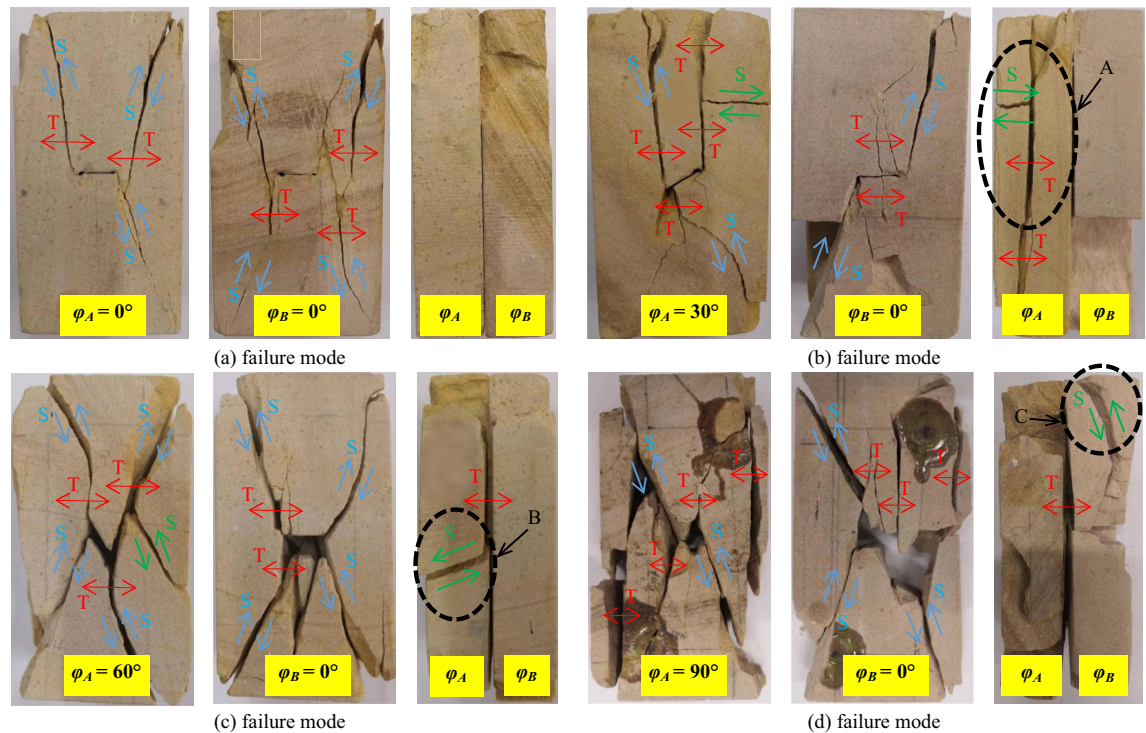 S
S
T
T
S
φA = 0°
S
S
T
T
T
S
S
φB = 0°
φA
φB
(a) failure mode
T
S
S
T
T
S
φA = 30°
S
T
T
S
φB = 0°
A
S
T
T
φA
φB
(b) failure mode
S
S
T
T
S
S
T
S
φA = 60°
S
S
T
T
S
S
φB = 0°
T
B
S
φA
φB
(c) failure mode
S
T
T
S
T
T
φA = 90°
S
T
T
T
S
S
φB = 0°
C
S
T
φA
φB
(d) failure mode